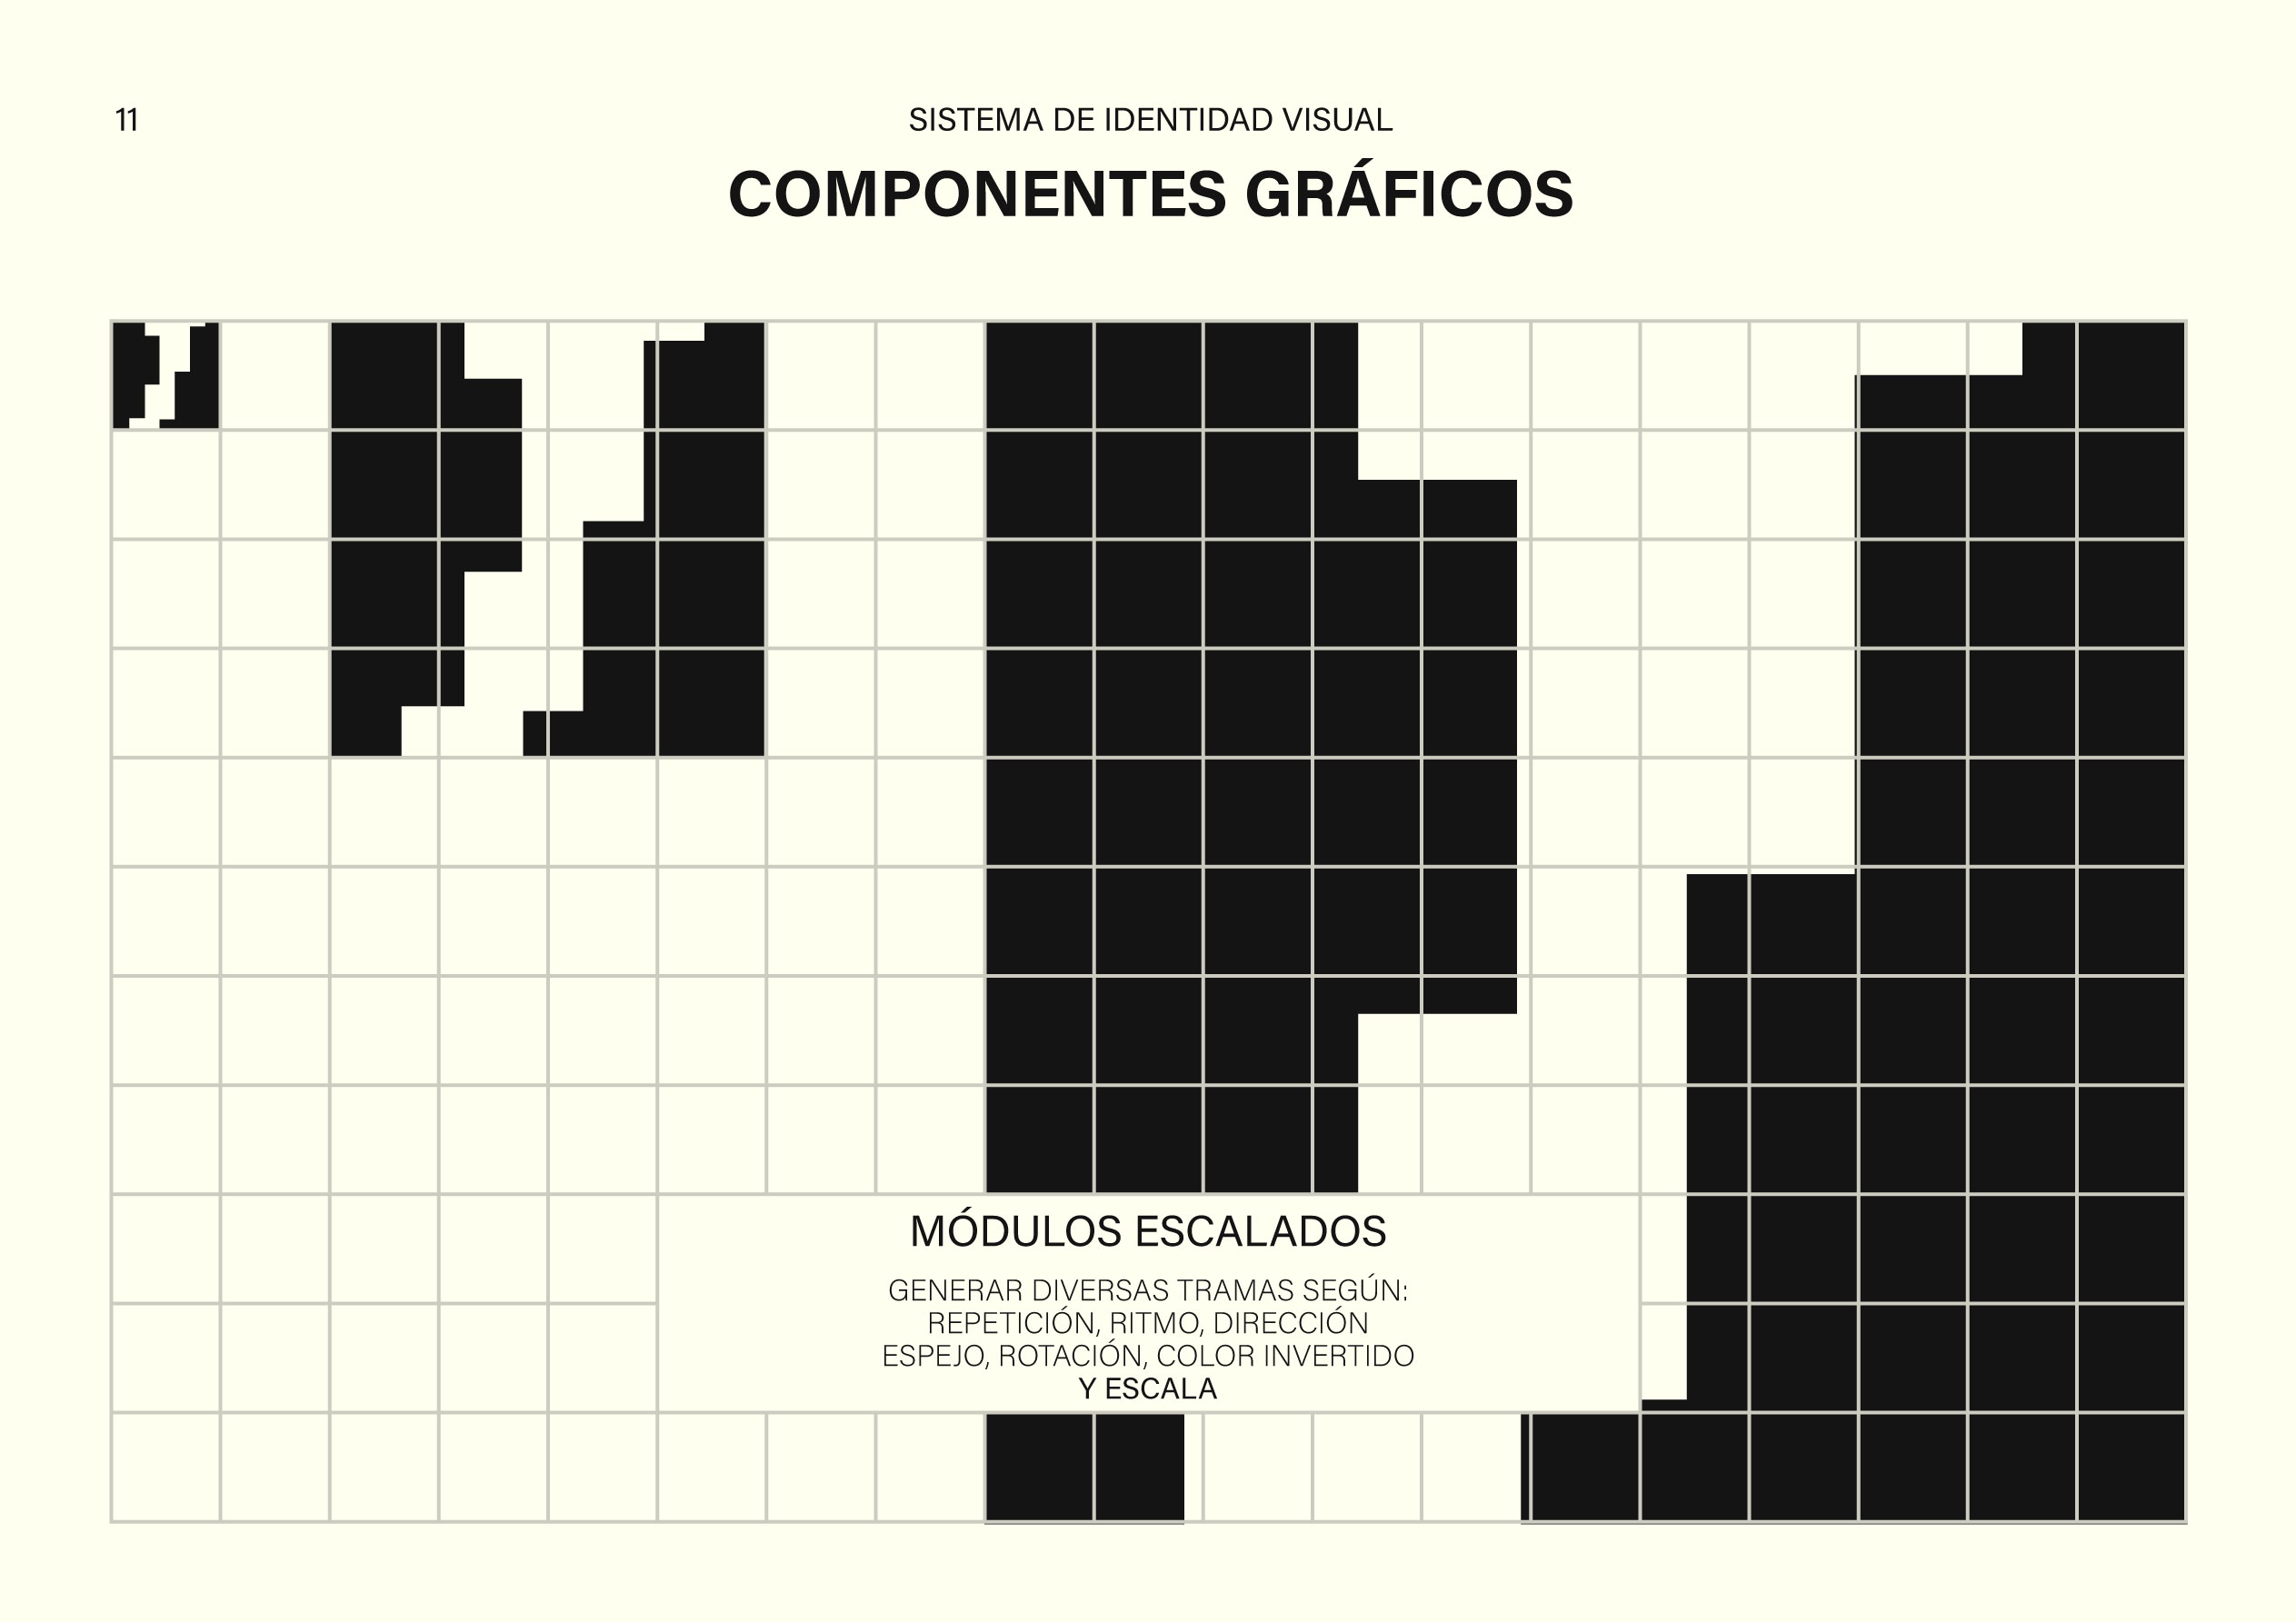 11
SISTEMA DE IDENTIDAD VISUAL
COMPONENTES GRÁFICOS
MÓDULOS ESCALADOS
GENERAR DIVERSAS TRAMAS SEGÚN:
REPETICIÓN, RITMO, DIRECCIÓN
ESPEJO, ROTACIÓN, COLOR INVERTIDO
Y ESCALA